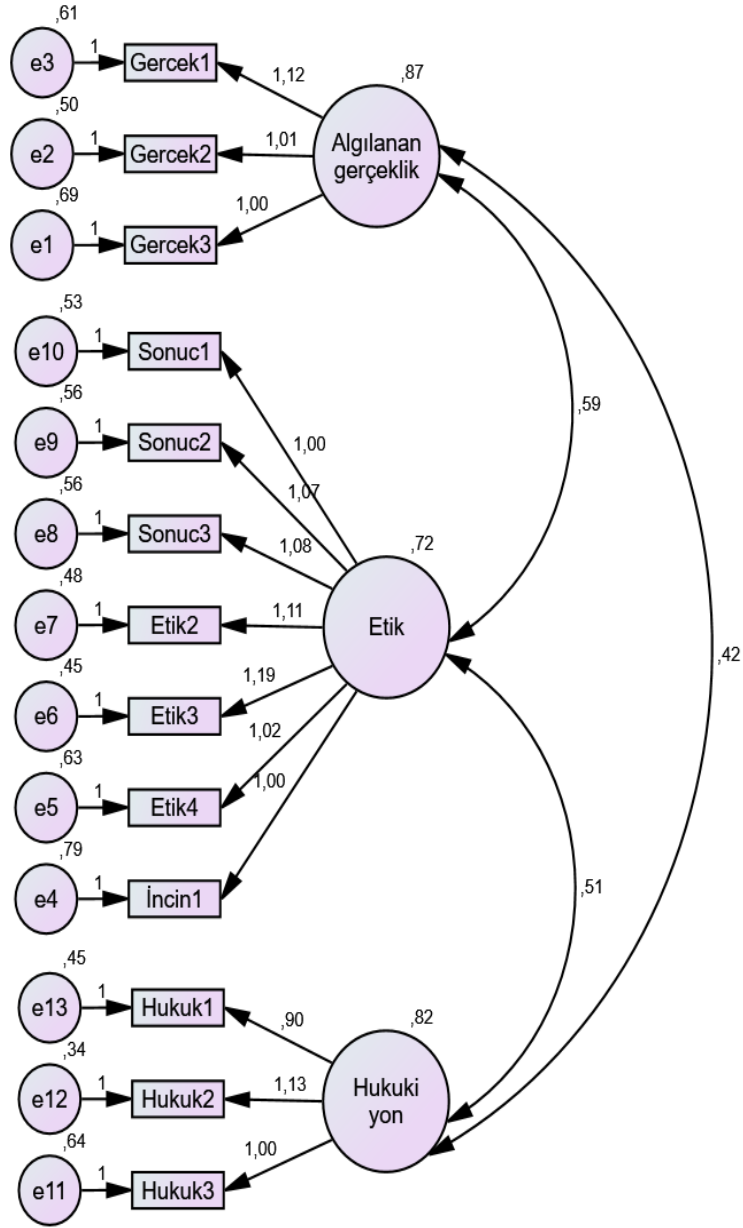 ,61
e3
1
Gercek1
1,12
,87
,50
e2
1
Gercek2
1,01
Algılanan
gerçeklik
,69
e1
1
Gercek3
1,00
,53
e10
1
Sonuc1
1,00
,59
,56
e9
1
Sonuc2
1,07
,56
e8
1
Sonuc3
1,08
,72
,48
e7
1
Etik2
1,11
Etik
,45
e6
1
Etik3
1,19
,42
,63
e5
1
Etik4
1,02
,79
e4
1
İncin1
1,00
,51
,45
e13
1
Hukuk1
,90
,82
,34
e12
1
Hukuk2
1,13
Hukuki
yon
,64
e11
1
Hukuk3
1,00